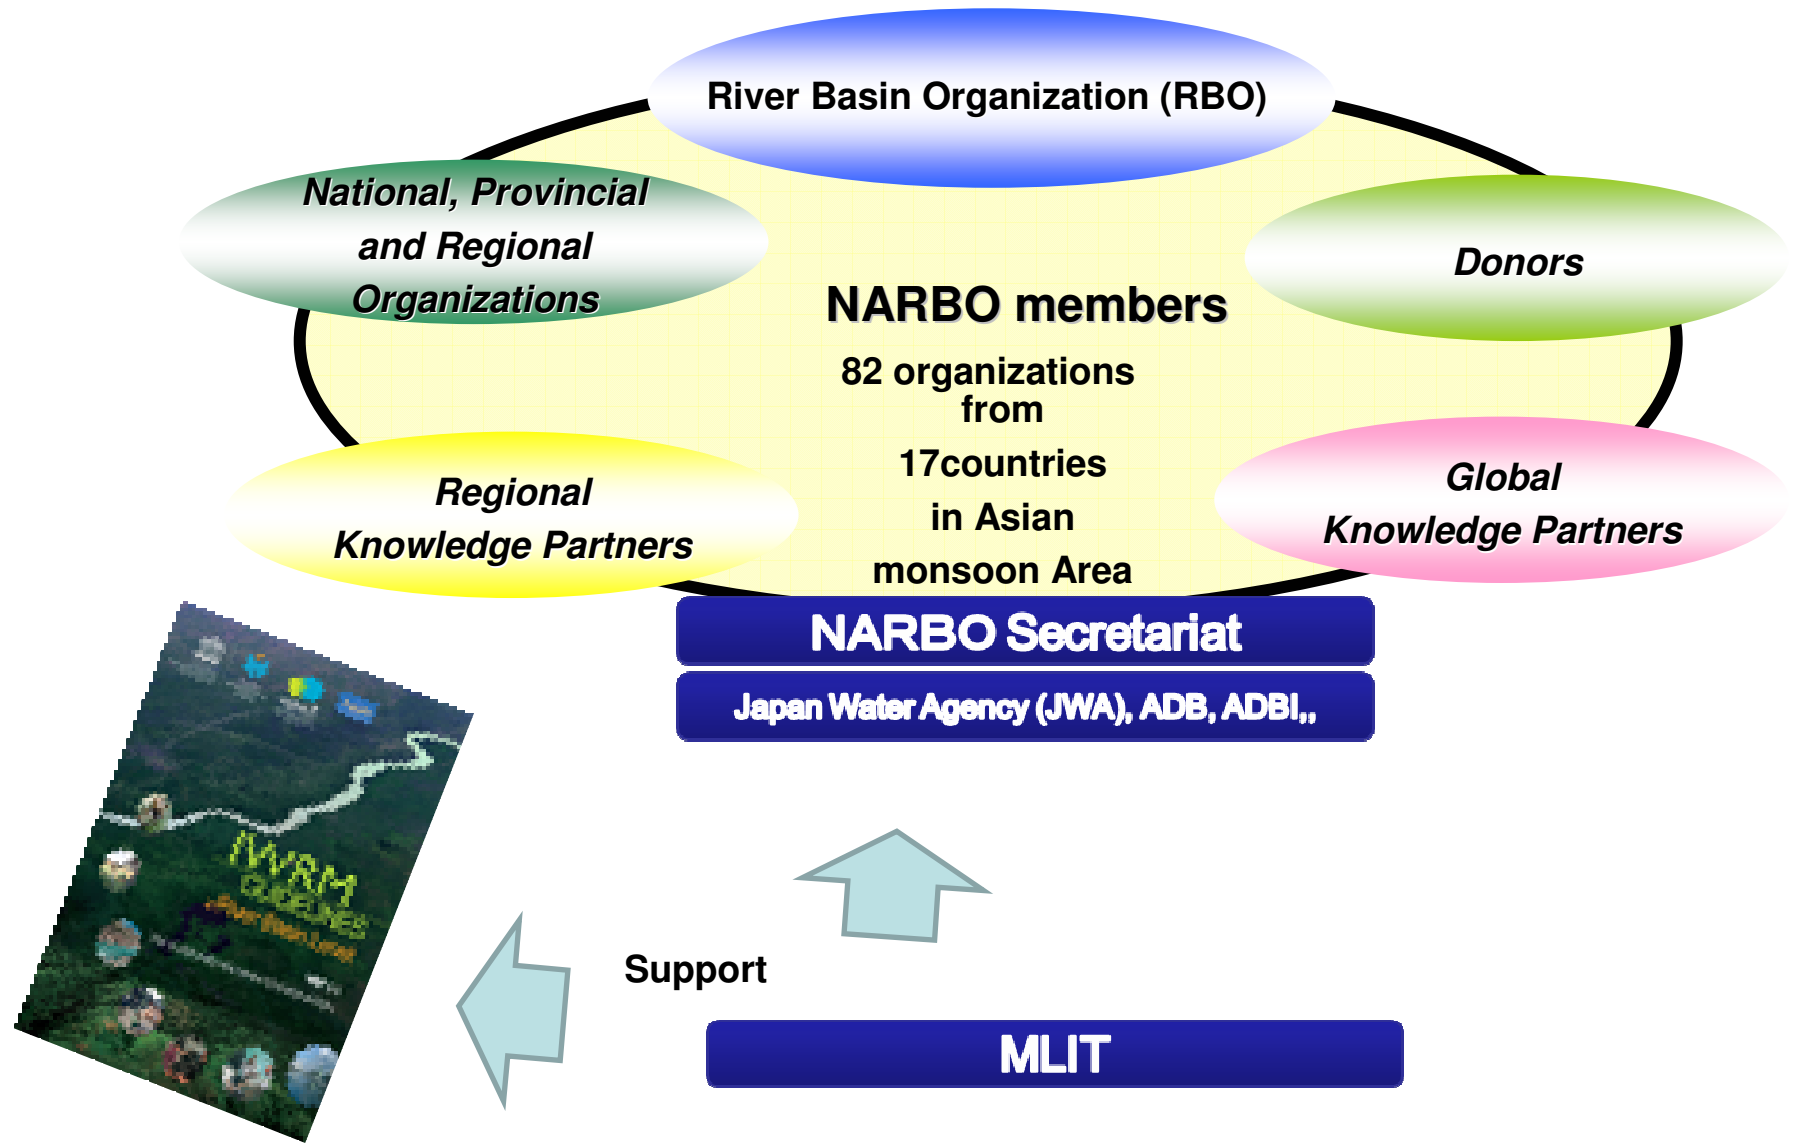 River Basin Organization (RBO)
National, Provincial
and Regional
Organizations
Donors
NARBO members
82 organizations
from
17countries
in Asian
monsoon Area
Regional
Knowledge Partners
Global
Knowledge Partners
NARBO Secretariat
Japan Water Agency (JWA), ADB, ADBI,,
IWRM
GUIDELINES
Support
MLIT